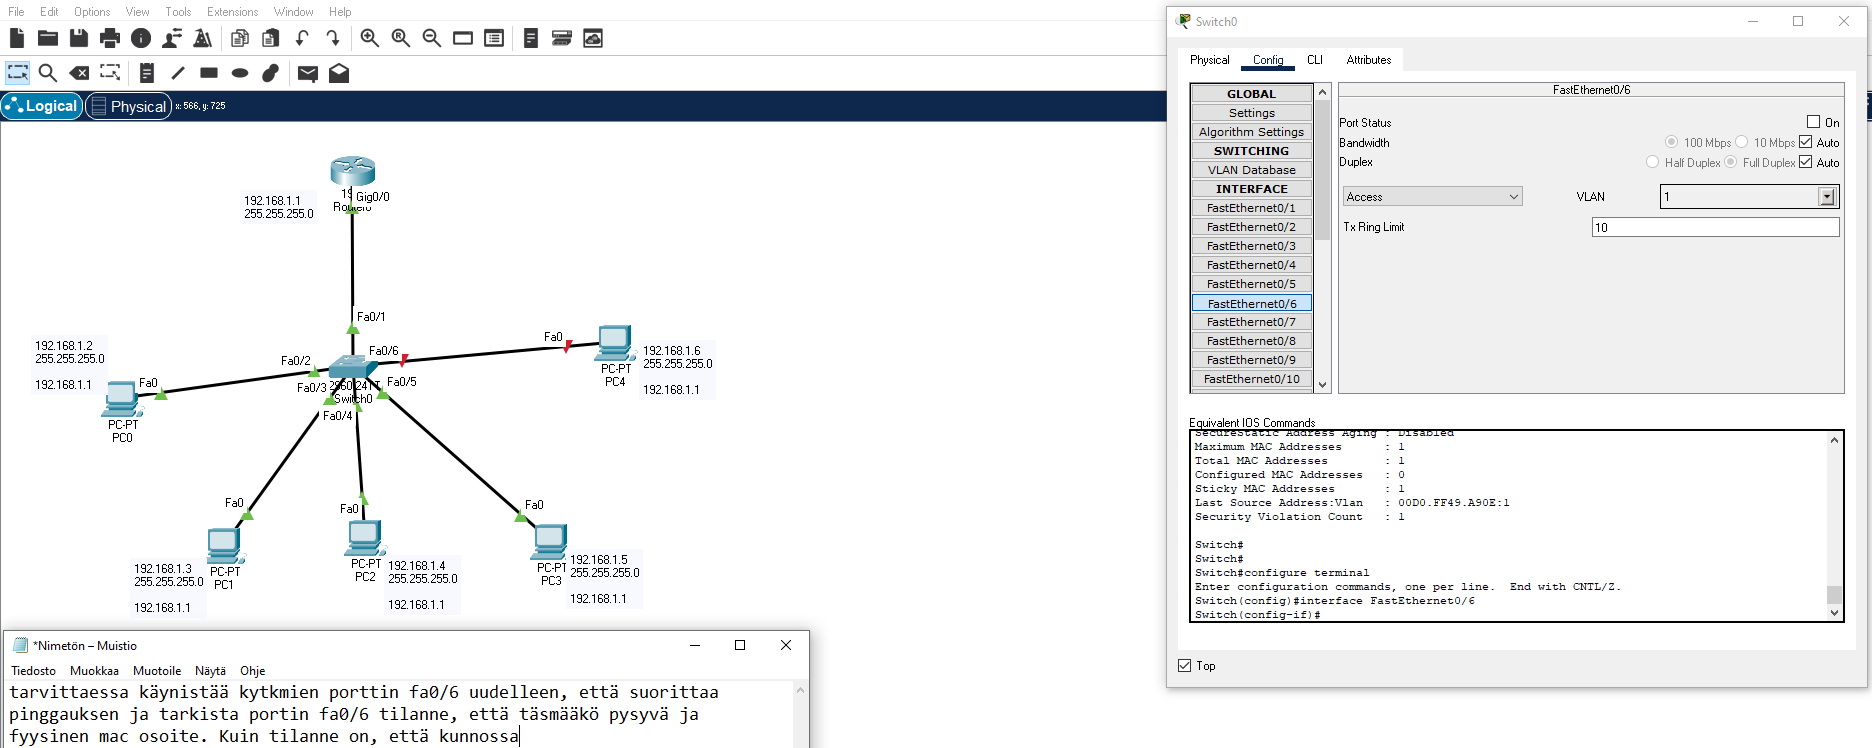 File Edit Options View Tools Extensions Window Help
Logical Physical x: 566, y: 725
192.168.1.1
255.255.255.0
Gig0/0
Fa0/1
192.168.1.2
255.255.255.0
192.168.1.1
Fa0
PC-PT
PC0
Fa0/2
Fa0/6
Fa0/3
Fa0/5
Switch0
Fa0/4
Fa0
PC-PT
PC4
192.168.1.6
255.255.255.0
192.168.1.1
Fa0
PC-PT
PC1
192.168.1.3
255.255.255.0
192.168.1.1
Fa0
PC-PT
PC2
192.168.1.4
255.255.255.0
192.168.1.1
Fa0
PC-PT
PC3
192.168.1.5
255.255.255.0
192.168.1.1
*Nimetön – Muistio
Tiedosto Muokkaa Muotoile Näytä Ohje
tarvittaessa käynistää kytkmien porttin fa0/6 uudelleen, että suorittaa
pinggauksen ja tarkista portin fa0/6 tilanne, että täsmääkö pysyvä ja
fyysinen mac osoite. Kuin tilanne on, että kunnossa
Switch0
Physical Config CLI Attributes
GLOBAL
Settings
Algorithm Settings
SWITCHING
VLAN Database
INTERFACE
FastEthernet0/1
FastEthernet0/2
FastEthernet0/3
FastEthernet0/4
FastEthernet0/5
FastEthernet0/6
FastEthernet0/7
FastEthernet0/8
FastEthernet0/9
FastEthernet0/10
FastEthernet0/6
Port Status On
Bandwidth 100 Mbps 10 Mbps Auto
Duplex Half Duplex Full Duplex Auto
Access VLAN 1
Tx Ring Limit 10
Equivalent IOS Commands
SecureStatic Address Aging : Disabled
Maximum MAC Addresses : 1
Total MAC Addresses : 1
Configured MAC Addresses : 0
Sticky MAC Addresses : 1
Last Source Address:Vlan : 00D0.FF49.A90E:1
Security Violation Count : 1
Switch#
Switch#
Switch#configure terminal
Enter configuration commands, one per line. End with CNTL/Z.
Switch(config)#interface FastEthernet0/6
Switch(config-if)#
Top